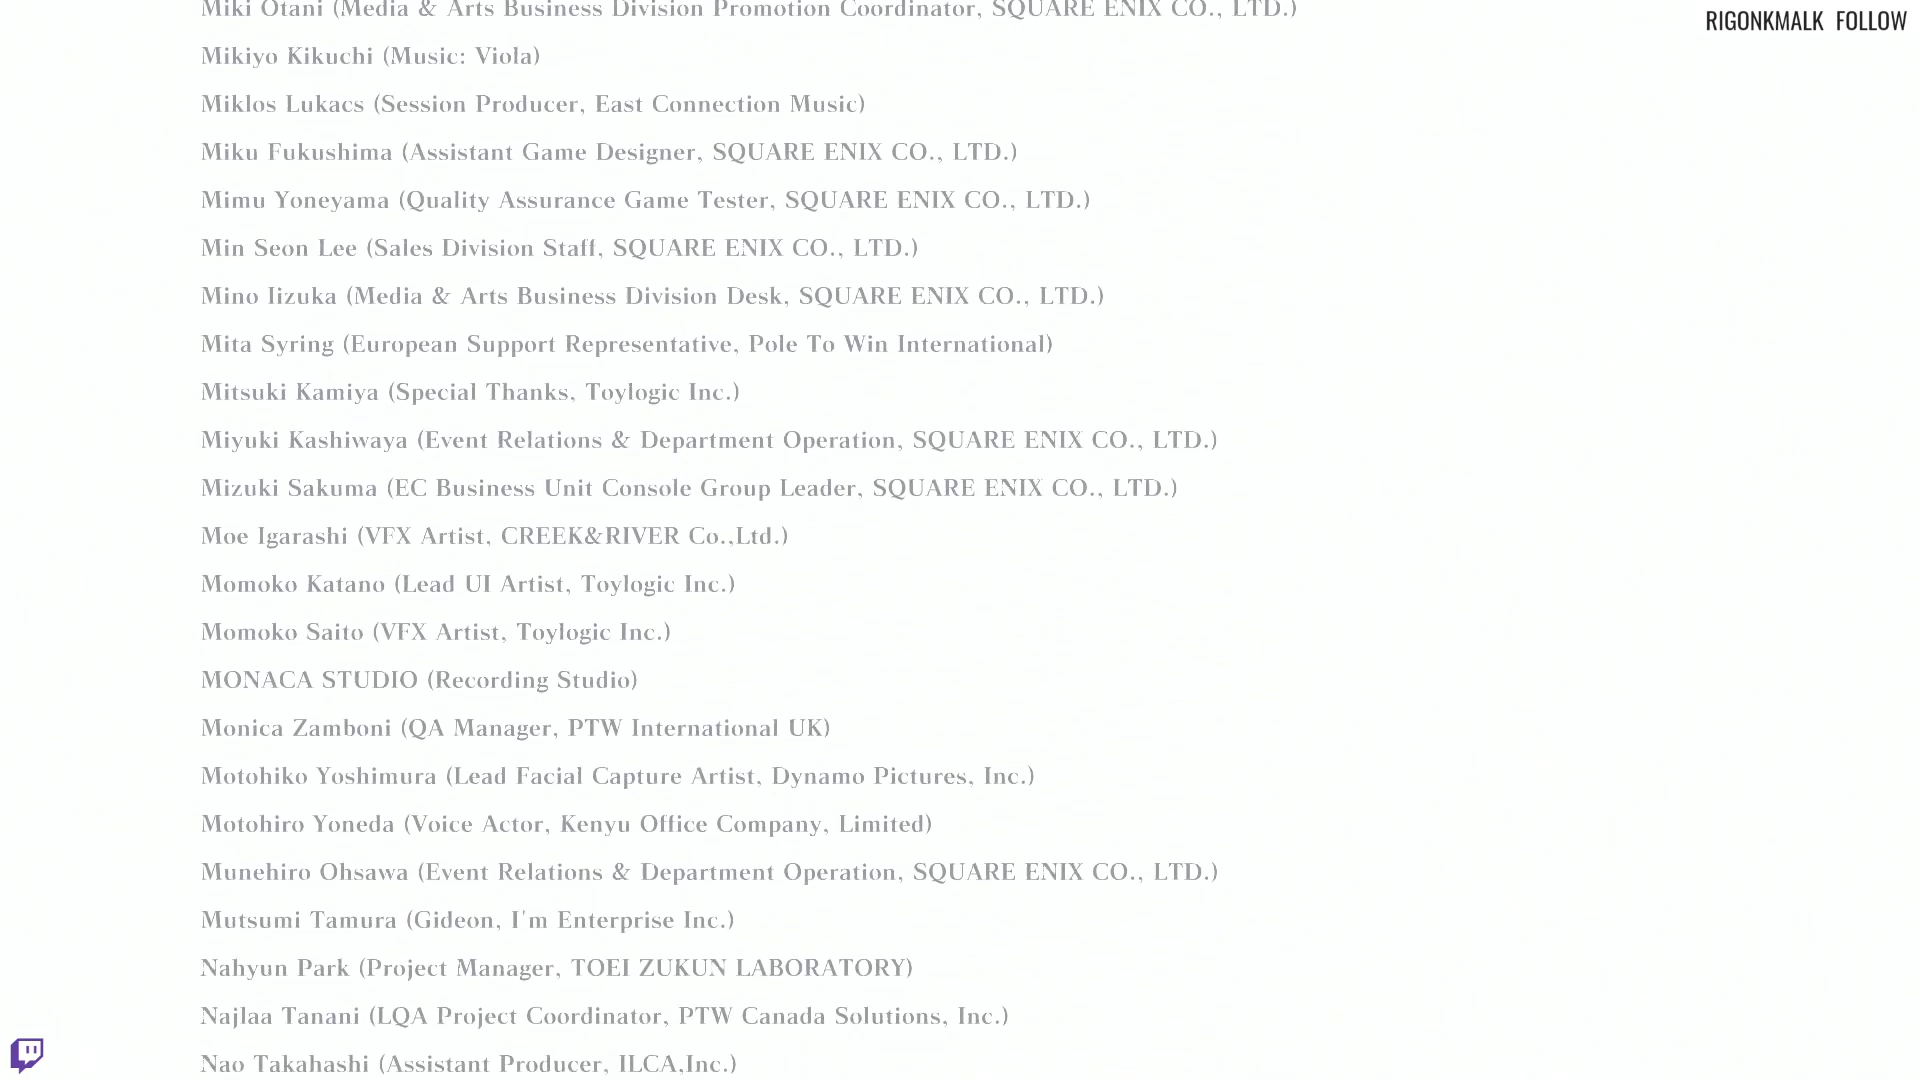 Miki Otani (Media & Arts Business Division Promotion Coordinator, SQUARE ENIX CO., LTD.)
RIGONKMALK FOLLOW
Mikiyo Kikuchi (Music: Viola)
Miklos Lukacs (Session Producer, East Connection Music)
Miku Fukushima (Assistant Game Designer, SQUARE ENIX CO., LTD.)
Mimu Yoneyama (Quality Assurance Game Tester, SQUARE ENIX CO., LTD.)
Min Seon Lee (Sales Division Staff, SQUARE ENIX CO., LTD.)
Mino Iizuka (Media & Arts Business Division Desk, SQUARE ENIX CO., LTD.)
Mita Syring (European Support Representative, Pole To Win International)
Mitsuki Kamiya (Special Thanks, Toylogic Inc.)
Miyuki Kashiwaya (Event Relations & Department Operation, SQUARE ENIX CO., LTD.)
Mizuki Sakuma (EC Business Unit Console Group Leader, SQUARE ENIX CO., LTD.)
Moe Igarashi (VFX Artist, CREEK&RIVER Co.,Ltd.)
Momoko Katano (Lead UI Artist, Toylogic Inc.)
Momoko Saito (VFX Artist, Toylogic Inc.)
MONACA STUDIO (Recording Studio)
Monica Zamboni (QA Manager, PTW International UK)
Motohiko Yoshimura (Lead Facial Capture Artist, Dynamo Pictures, Inc.)
Motohiro Yoneda (Voice Actor, Kenyu Office Company, Limited)
Munehiro Ohsawa (Event Relations & Department Operation, SQUARE ENIX CO., LTD.)
Mutsumi Tamura (Gideon, I'm Enterprise Inc.)
Nahyun Park (Project Manager, TOEI ZUKUN LABORATORY)
Najlaa Tanani (LQA Project Coordinator, PTW Canada Solutions, Inc.)
Nao Takahashi (Assistant Producer, ILCA,Inc.)